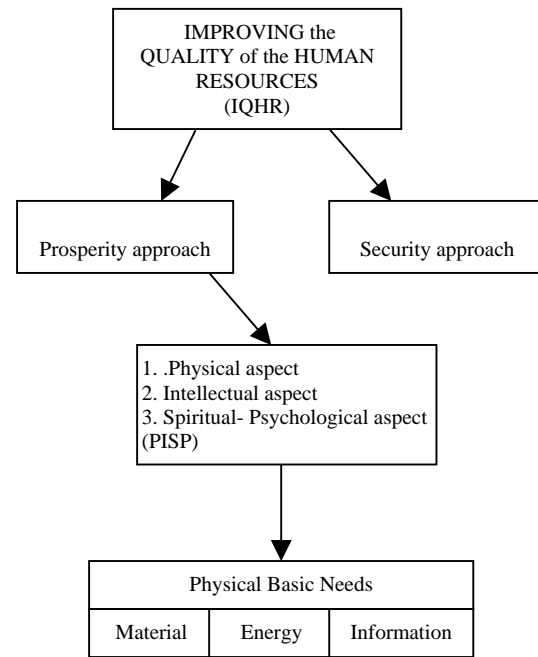 IMPROVING the
QUALITY of the HUMAN
RESOURCES
(IQHR)
Prosperity approach
Security approach
1. .Physical aspect
2. Intellectual aspect
3. Spiritual- Psychological aspect
(PISP)
Physical Basic Needs
Material
Energy
Information